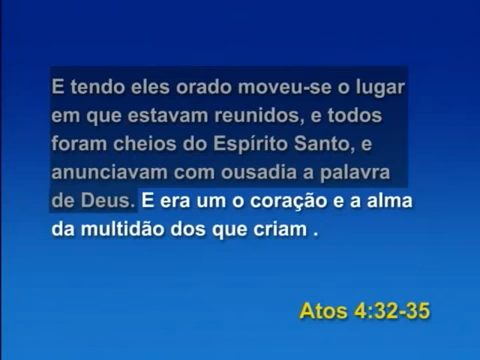 E tendo eles orado moveu-se o lugar
em que estavam reunidos, e todos
foram cheios do Espírito Santo, e
anunciavam com ousadia a palavra
de Deus. E era um o coração e a alma
da multidão dos que criam .
Atos 4:32-35